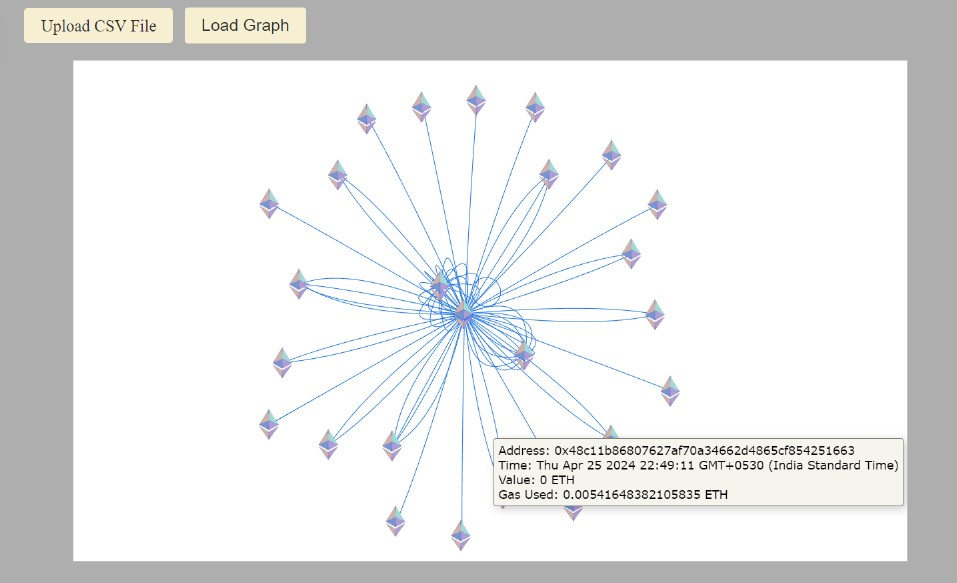 Upload CSV File
Load Graph
Address: 0x48c11b86807627af70a34662d4865cf854251663
Time: Thu Apr 25 2024 22:49:11 GMT+0530 (India Standard Time)
Value: 0 ETH
Gas Used: 0.00541648382105835 ETH